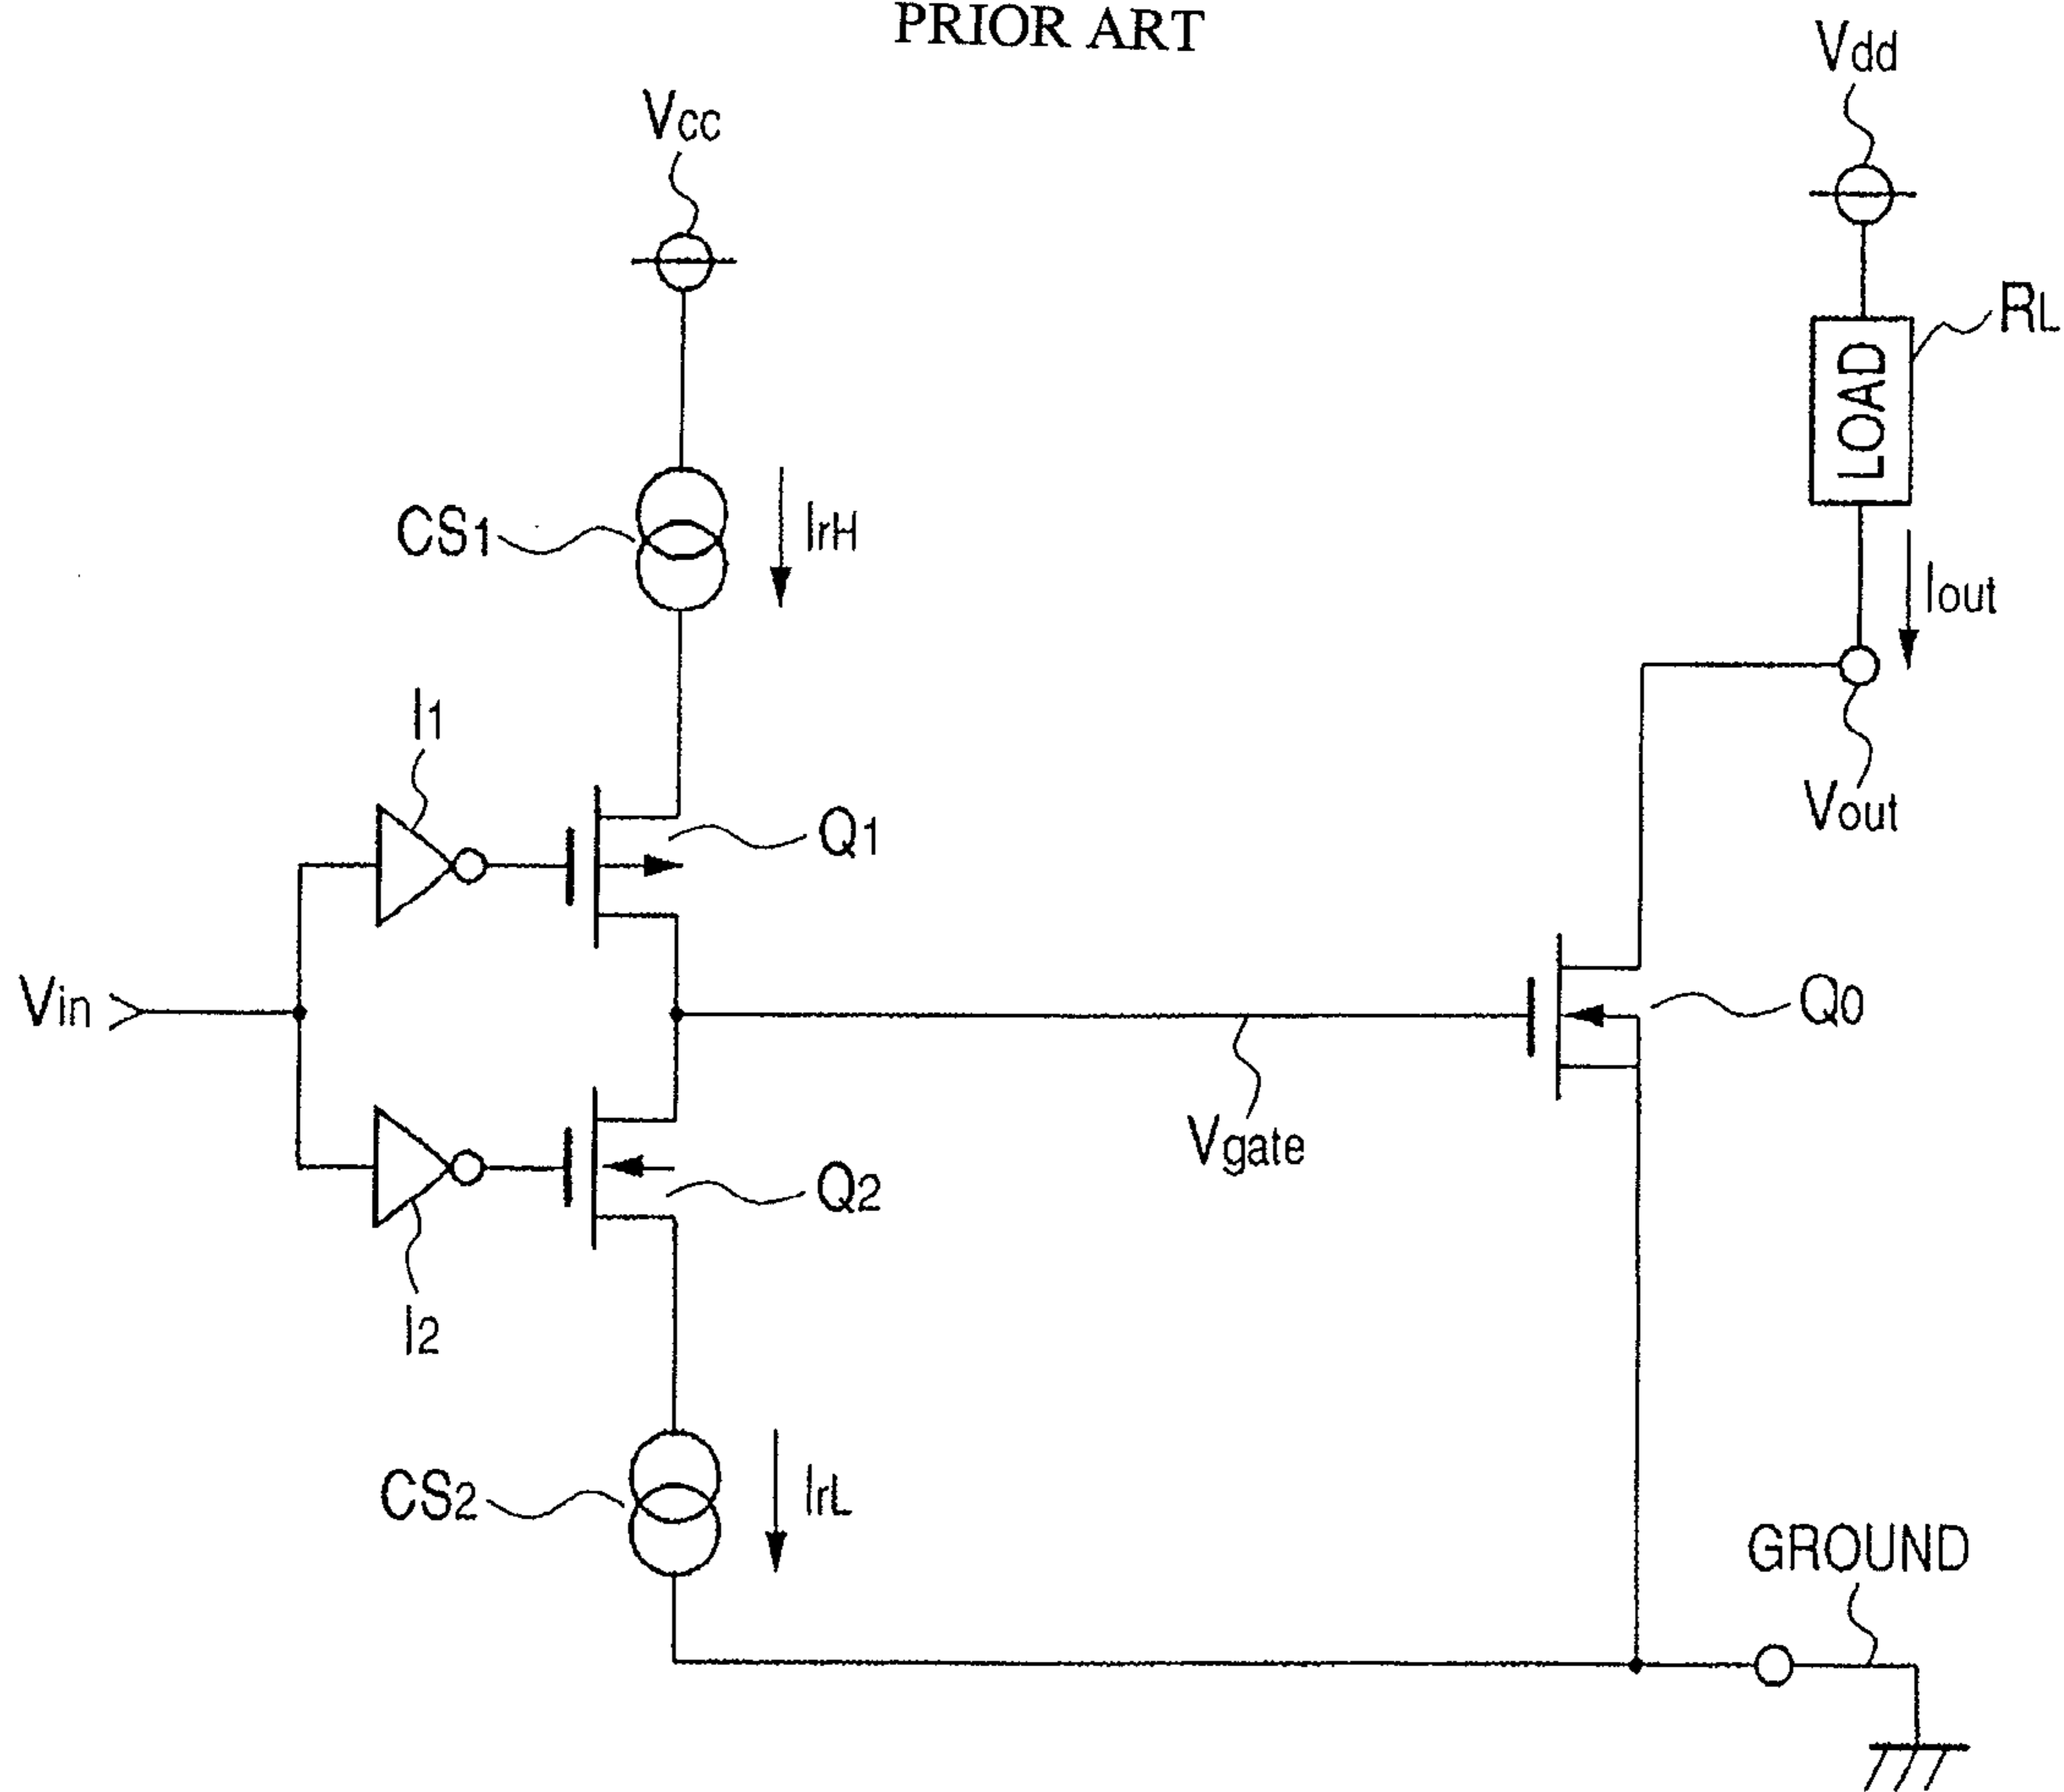 PRIOR ART
Vdd
Vcc
RL
LOAD
CS1
IrH
Iout
I1
Vout
Q1
Vin
Q0
Vgate
Q2
I2
CS2
IrL
GROUND